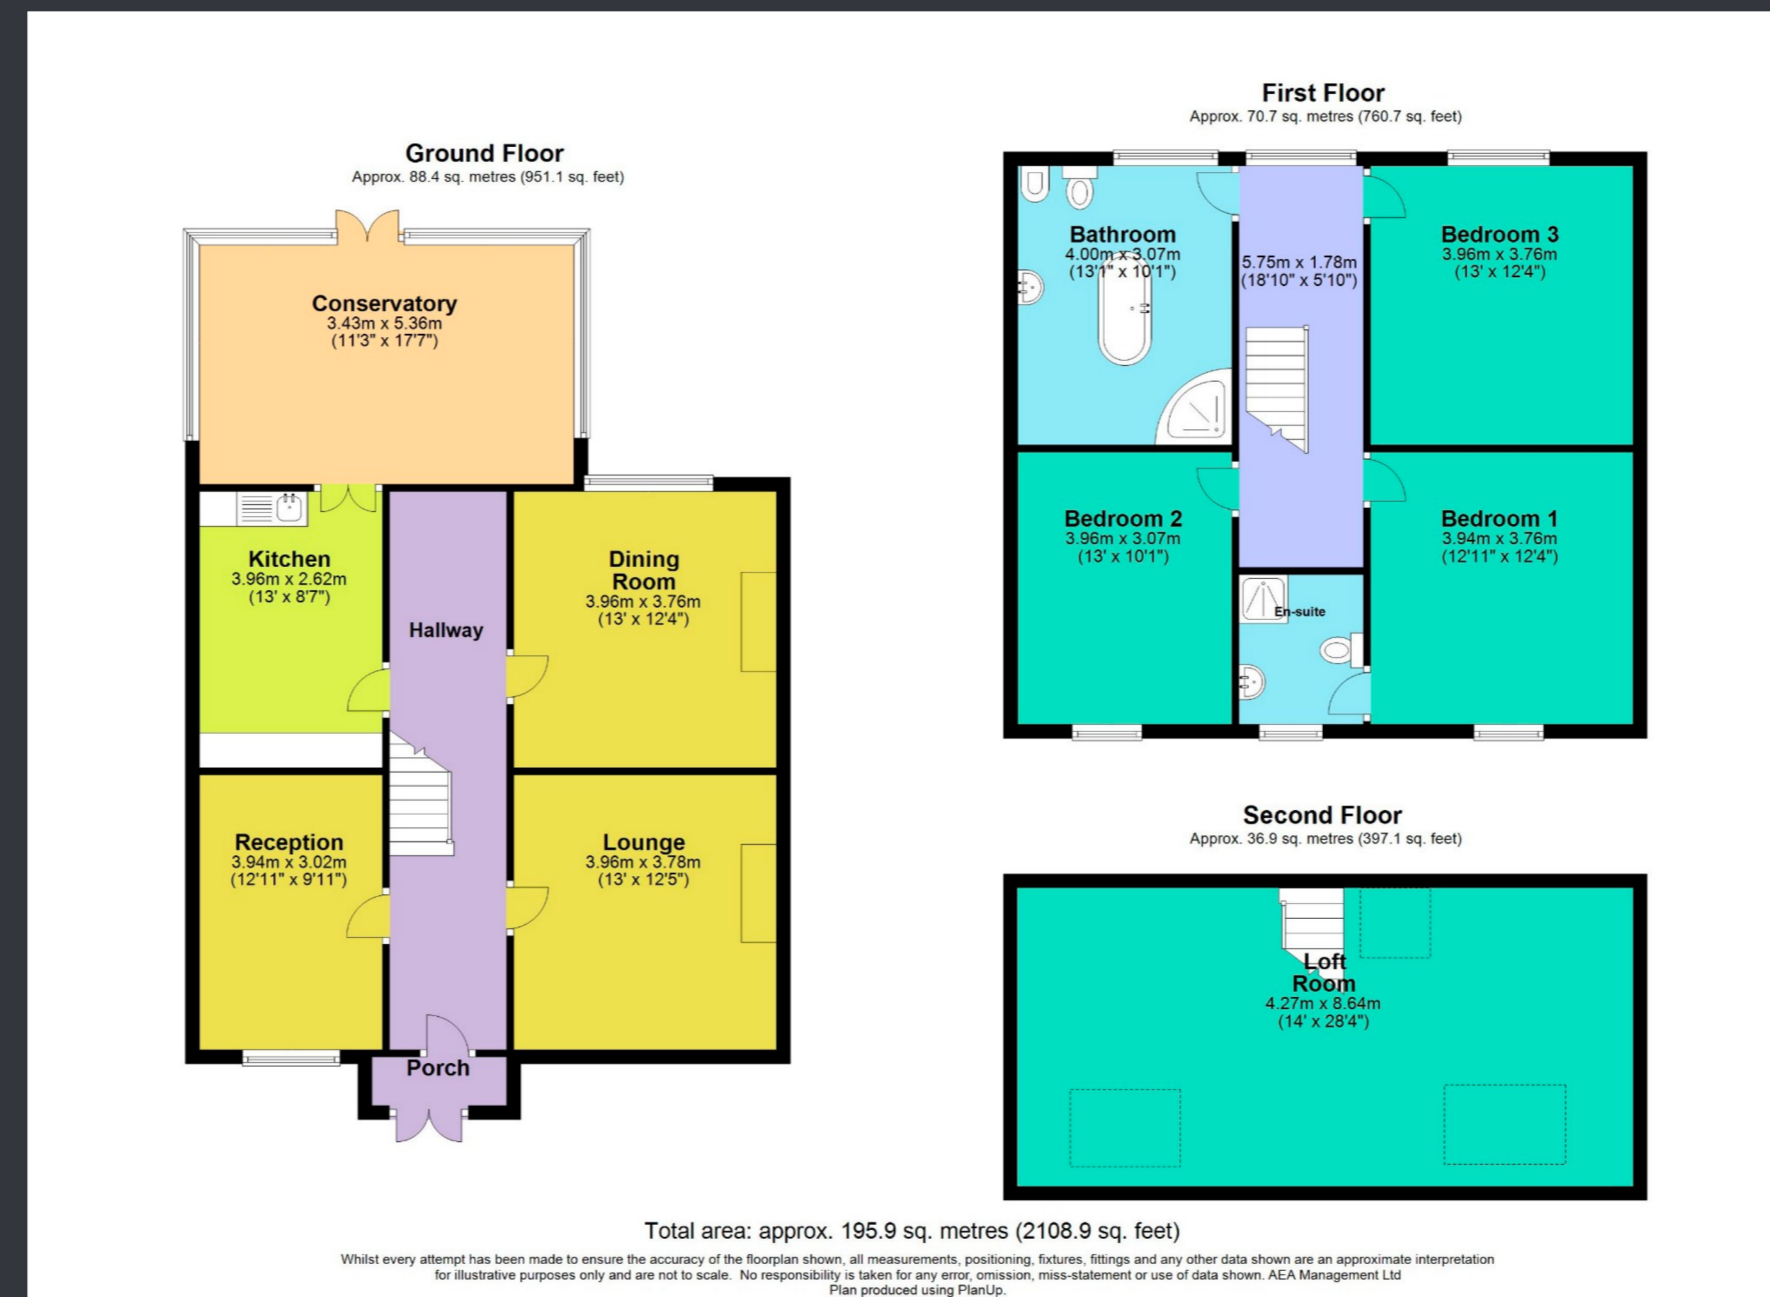 Ground Floor
Approx. 88.4 sq. metres (951.1 sq. feet)
Conservatory
3.43m x 5.36m
(11'3" x 17'7")
Kitchen
3.96m x 2.62m
(13' x 8'7")
Dining
Room
3.96m x 3.76m
(13' x 12'4")
Hallway
Reception
3.94m x 3.02m
(12'11" x 9'11")
Lounge
3.96m x 3.78m
(13' x 12'5")
Porch
First Floor
Approx. 70.7 sq. metres (760.7 sq. feet)
Bathroom
4.00m x 3.07m
(13'1" x 10'1")
5.75m x 1.78m
(18'10" x 5'10")
Bedroom 3
3.96m x 3.76m
(13' x 12'4")
Bedroom 2
3.96m x 3.07m
(13' x 10'1")
Bedroom 1
3.94m x 3.76m
(12'11" x 12'4")
En-suite
Second Floor
Approx. 36.9 sq. metres (397.1 sq. feet)
Loft
Room
4.27m x 8.64m
(14' x 28'4")
Total area: approx. 195.9 sq. metres (2108.9 sq. feet)
Whilst every attempt has been made to ensure the accuracy of the floorplan shown, all measurements, positioning, fixtures, fittings and any other data shown are an approximate interpretation
for illustrative purposes only and are not to scale. No responsibility is taken for any error, omission, miss-statement or use of data shown. AEA Management Ltd
Plan produced using PlanUp.